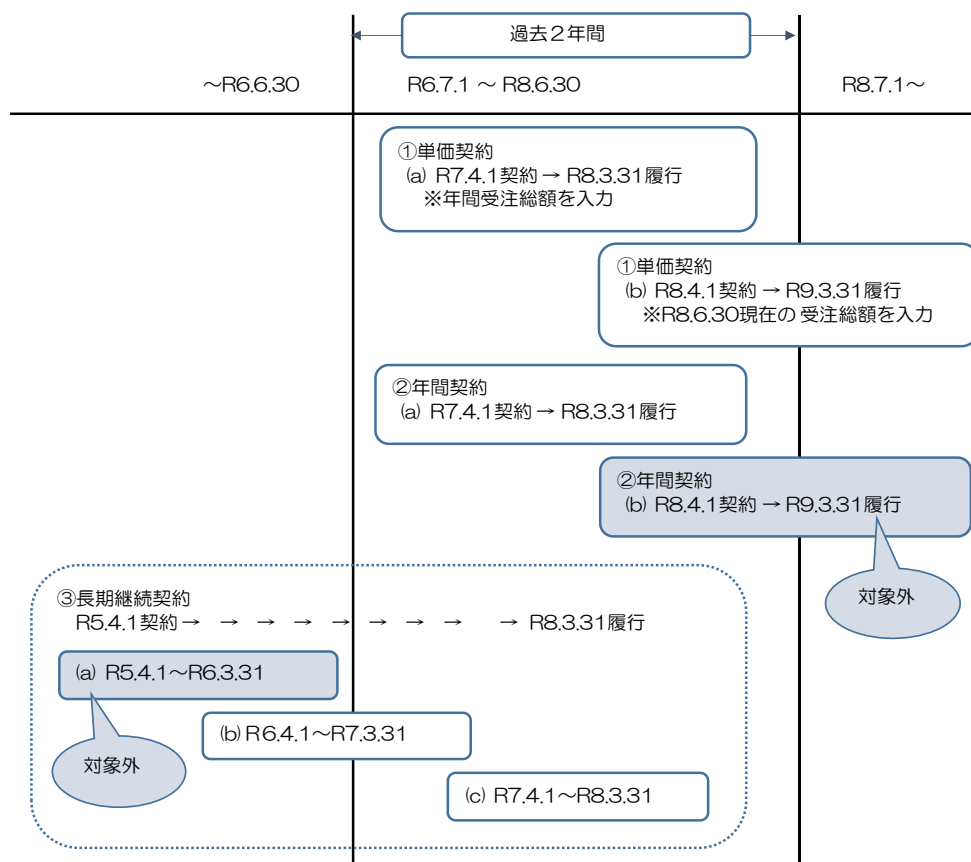 過去２年間
～R6.6.30
R6.7.1 ～ R8.6.30
R8.7.1～
①単価契約
(a) R7.4.1契約 → R8.3.31履行
※年間受注総額を入力
①単価契約
(b) R8.4.1契約 → R9.3.31履行
※R8.6.30現在の 受注総額を入力
②年間契約
(a) R7.4.1契約 → R8.3.31履行
②年間契約
(b) R8.4.1契約 → R9.3.31履行
対象外
③長期継続契約
R5.4.1契約→ → → → → → → → → R8.3.31履行
(a) R5.4.1～R6.3.31
(b) R6.4.1～R7.3.31
対象外
(c) R7.4.1～R8.3.31